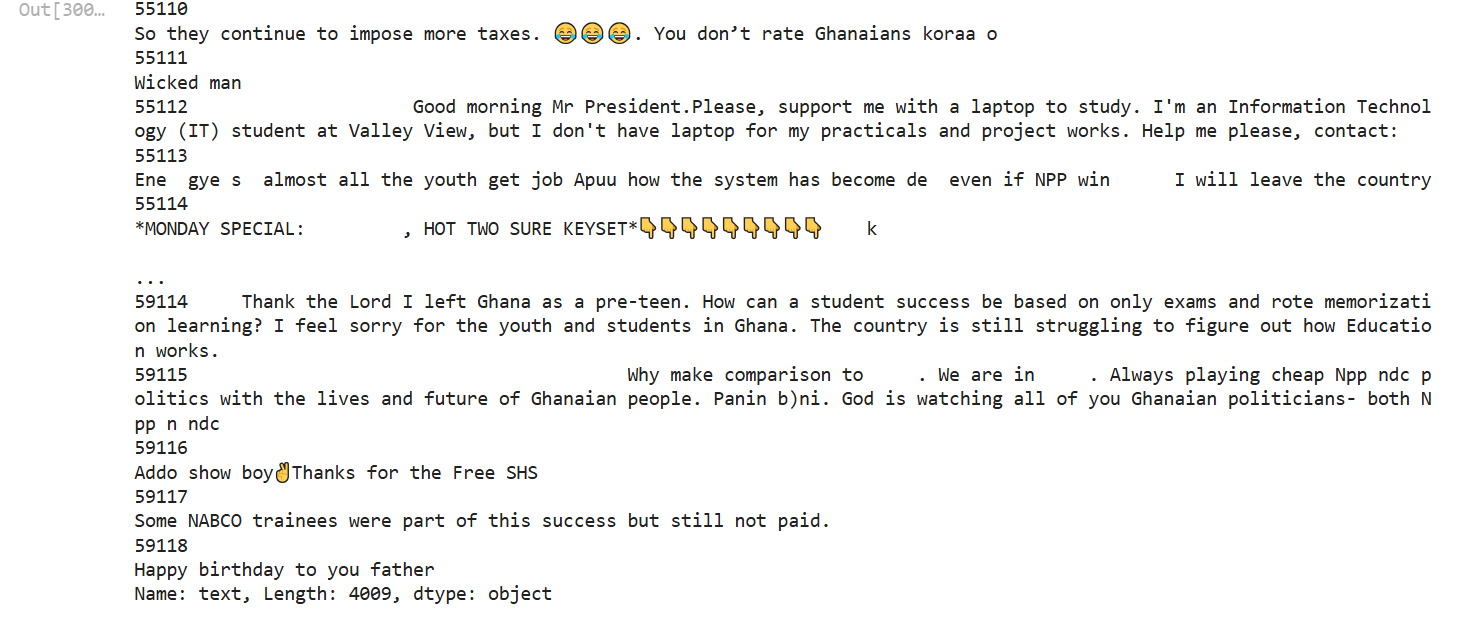 Out[300…
55110
So they continue to impose more taxes. 😂😂😂. You don’t rate Ghanaians koraa o
55111
Wicked man
55112 Good morning Mr President.Please, support me with a laptop to study. I'm an Information Technol
ogy (IT) student at Valley View, but I don't have laptop for my practicals and project works. Help me please, contact:
55113
Ene gye s almost all the youth get job Apuu how the system has become de even if NPP win I will leave the country
55114
*MONDAY SPECIAL: , HOT TWO SURE KEYSET*👇👇👇👇👇👇👇👇👇 k
...
59114 Thank the Lord I left Ghana as a pre-teen. How can a student success be based on only exams and rote memorizati
on learning? I feel sorry for the youth and students in Ghana. The country is still struggling to figure out how Educatio
n works.
59115 Why make comparison to . We are in . Always playing cheap Npp ndc p
olitics with the lives and future of Ghanaian people. Panin b)ni. God is watching all of you Ghanaian politicians- both N
pp n ndc
59116
Addo show boy✌Thanks for the Free SHS
59117
Some NABCO trainees were part of this success but still not paid.
59118
Happy birthday to you father
Name: text, Length: 4009, dtype: object